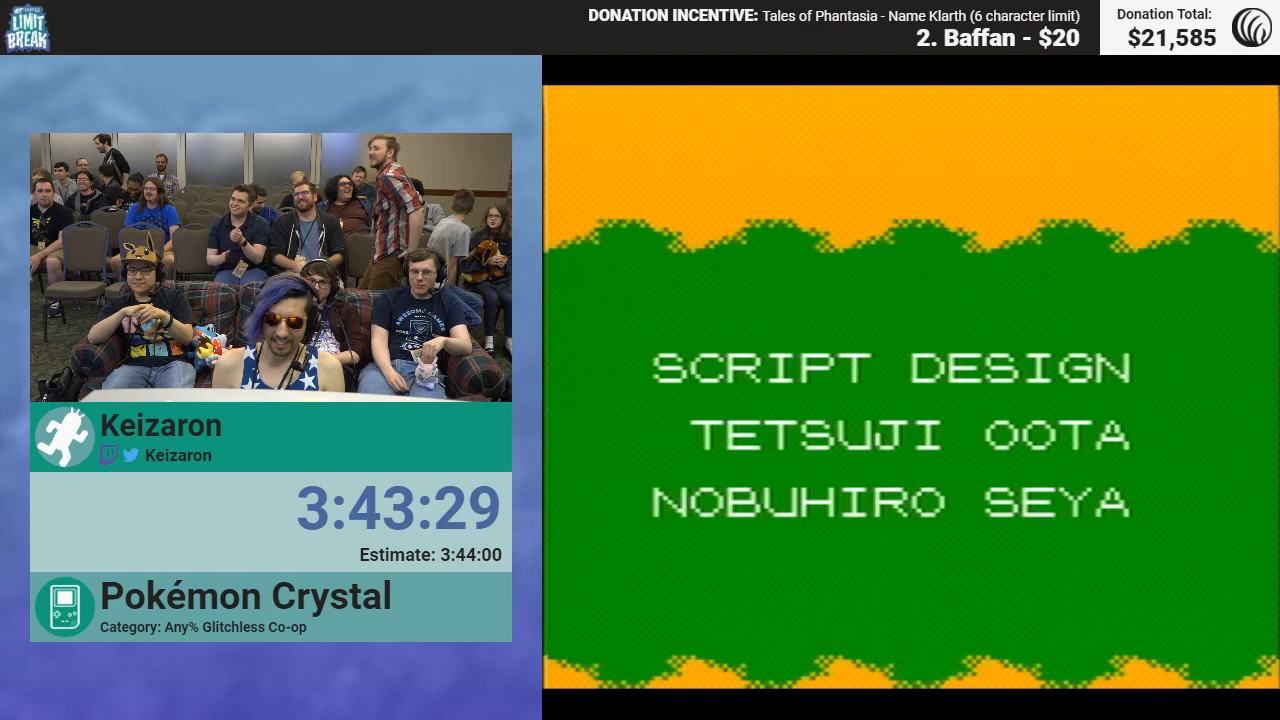 RPG
LIMIT
BREAK
DONATION INCENTIVE: Tales of Phantasia - Name Klarth (6 character limit)
2. Baffan - $20
Donation Total:
$21,585
Keizaron
Keizaron
3:43:29
Estimate: 3:44:00
Pokémon Crystal
Category: Any% Glitchless Co-op
SCRIPT DESIGN
TETSUJI OOTA
NOBUHIRO SEYA